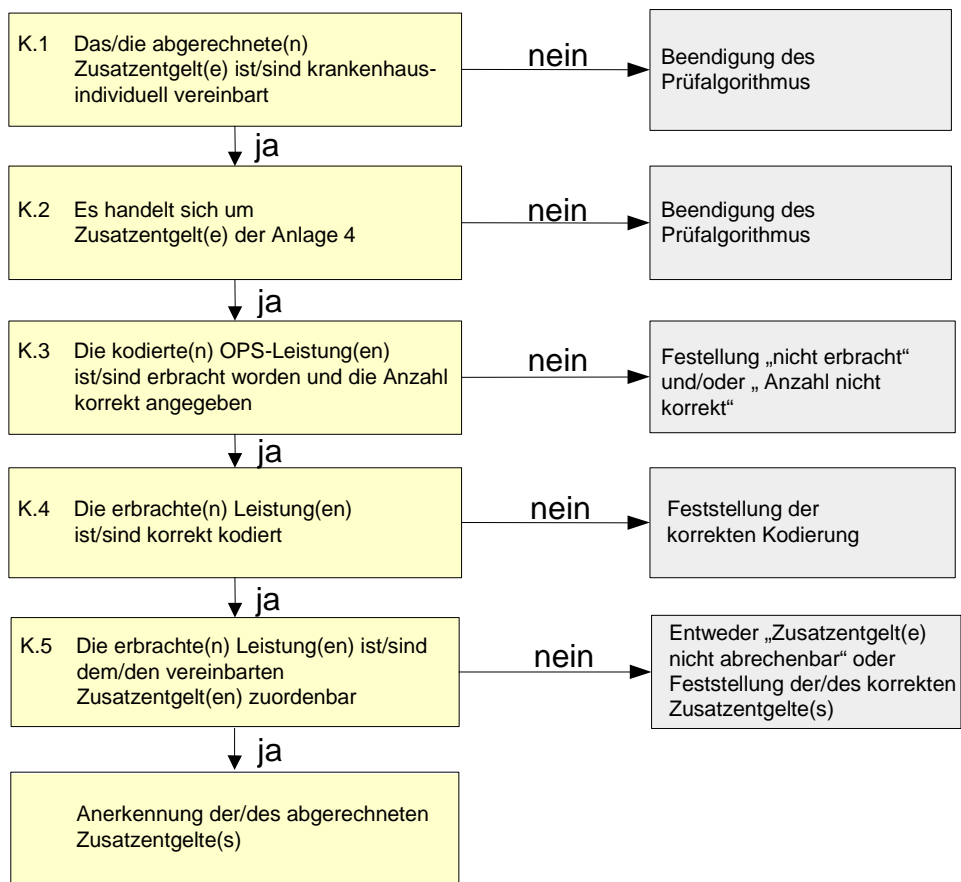 K.1 Das/die abgerechnete(n)
Zusatzentgelt(e) ist/sind krankenhaus-
individuell vereinbart
nein
Beendigung des
Prüfalgorithmus
ja
K.2 Es handelt sich um
Zusatzentgelt(e) der Anlage 4
nein
Beendigung des
Prüfalgorithmus
ja
K.3 Die kodierte(n) OPS-Leistung(en)
ist/sind erbracht worden und die Anzahl
korrekt angegeben
nein
Festellung „nicht erbracht“
und/oder „ Anzahl nicht
korrekt“
ja
K.4 Die erbrachte(n) Leistung(en)
ist/sind korrekt kodiert
nein
Feststellung der
korrekten Kodierung
ja
K.5 Die erbrachte(n) Leistung(en) ist/sind
dem/den vereinbarten
Zusatzentgelt(en) zuordenbar
nein
Entweder „Zusatzentgelt(e)
nicht abrechenbar“ oder
Feststellung der/des korrekten
Zusatzentgelte(s)
ja
Anerkennung der/des abgerechneten
Zusatzentgelte(s)